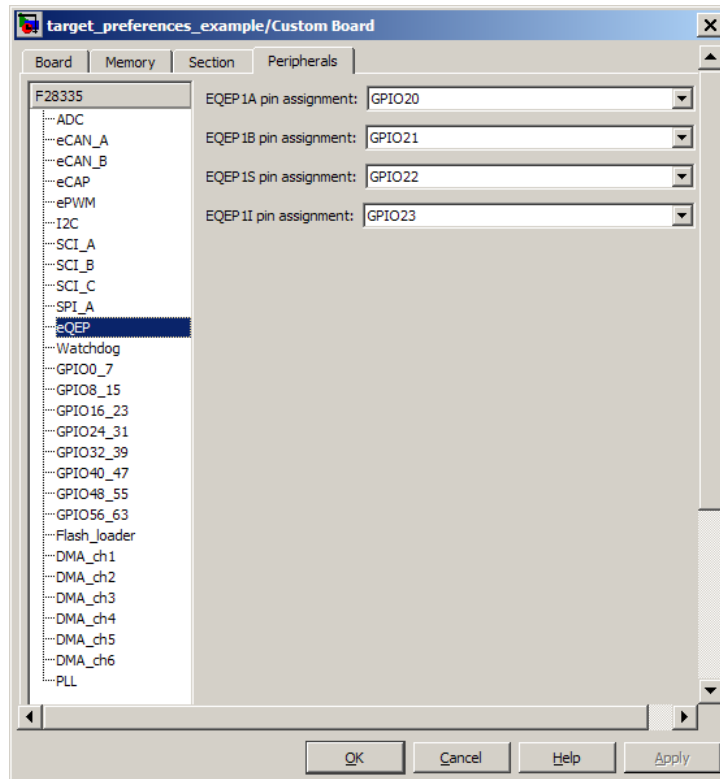 target_preferences_example/Custom Board
Board Memory Section Peripherals
F28335
ADC
eCAN_A
eCAN_B
eCAP
ePWM
I2C
SCI_A
SCI_B
SCI_C
SPI_A
eQEP
Watchdog
GPIO0_7
GPIO8_15
GPIO16_23
GPIO24_31
GPIO32_39
GPIO40_47
GPIO48_55
GPIO56_63
Flash_loader
DMA_ch1
DMA_ch2
DMA_ch3
DMA_ch4
DMA_ch5
DMA_ch6
PLL
EQEP1A pin assignment: GPIO20
EQEP1B pin assignment: GPIO21
EQEP1S pin assignment: GPIO22
EQEP1I pin assignment: GPIO23
OK Cancel Help Apply